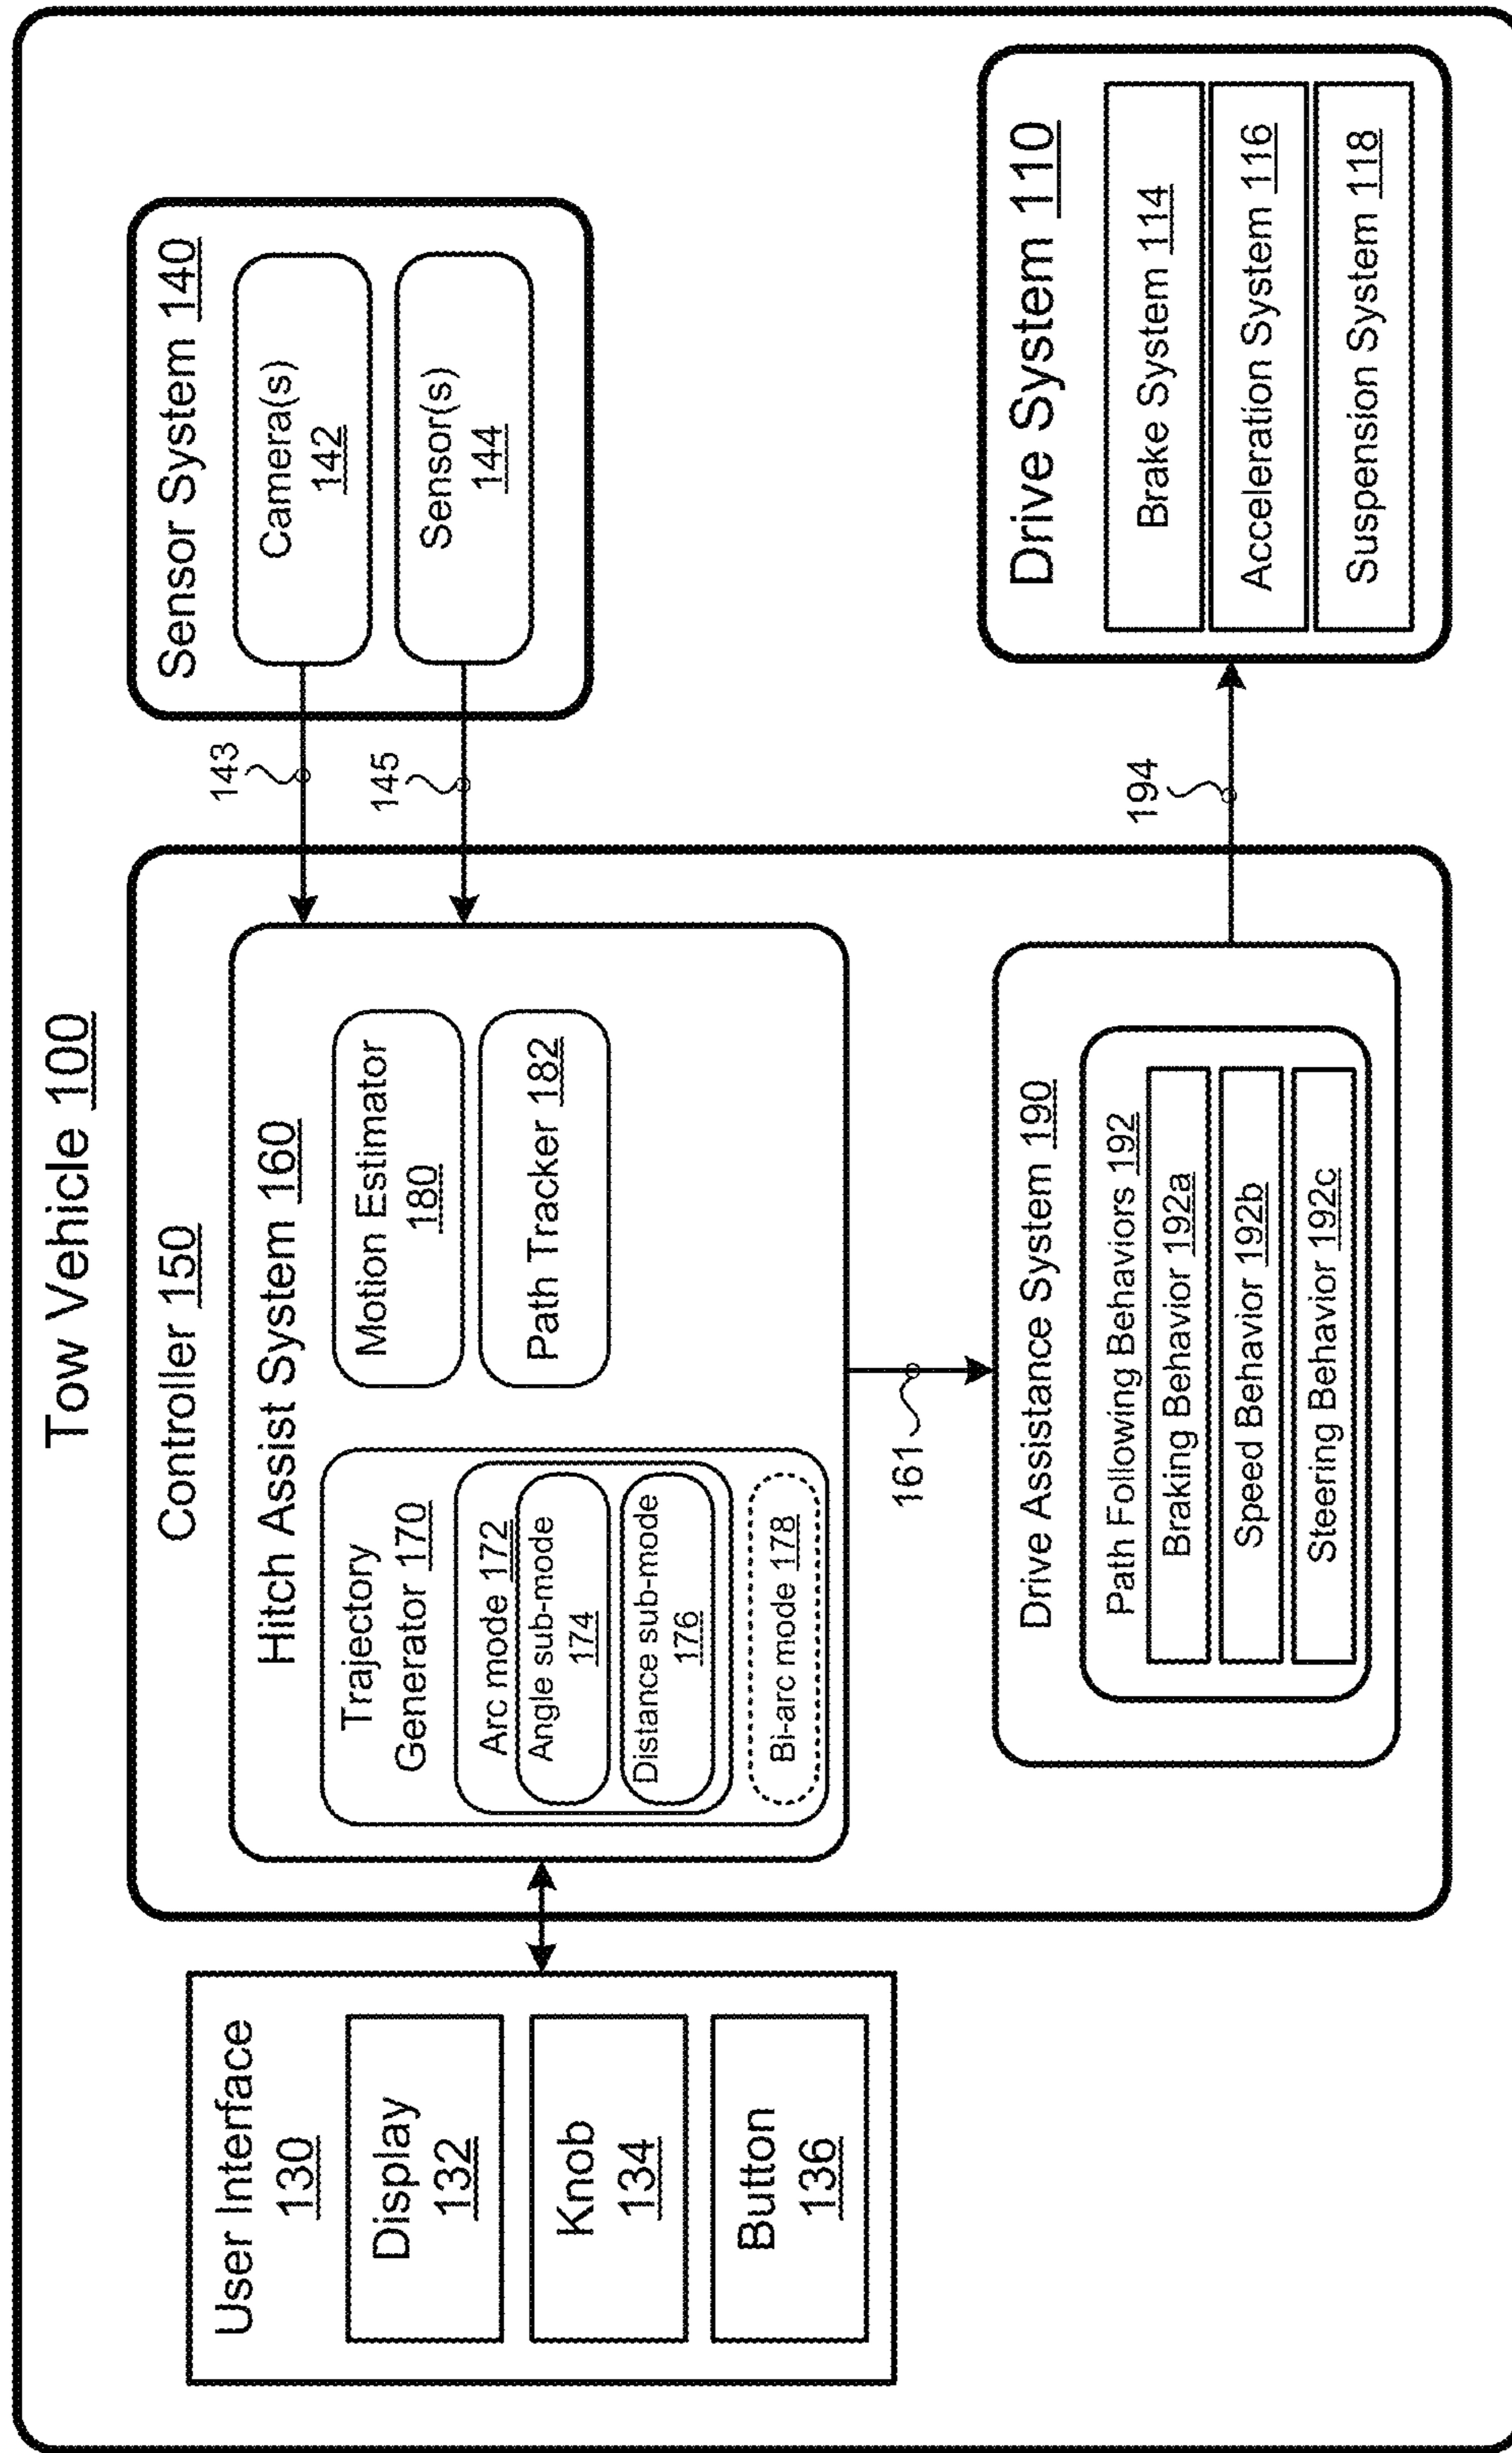 Tow Vehicle 100
User Interface
130
Display
132
Knob
134
Button
136
Controller 150
Hitch Assist System 160
Trajectory
Generator 170
Arc mode 172
Angle sub-mode
174
Distance sub-mode
176
Bi-arc mode 178
Motion Estimator
180
Path Tracker 182
161
Drive Assistance System 190
Path Following Behaviors 192
Braking Behavior 192a
Speed Behavior 192b
Steering Behavior 192c
143
145
194
Sensor System 140
Camera(s)
142
Sensor(s)
144
Drive System 110
Brake System 114
Acceleration System 116
Suspension System 118